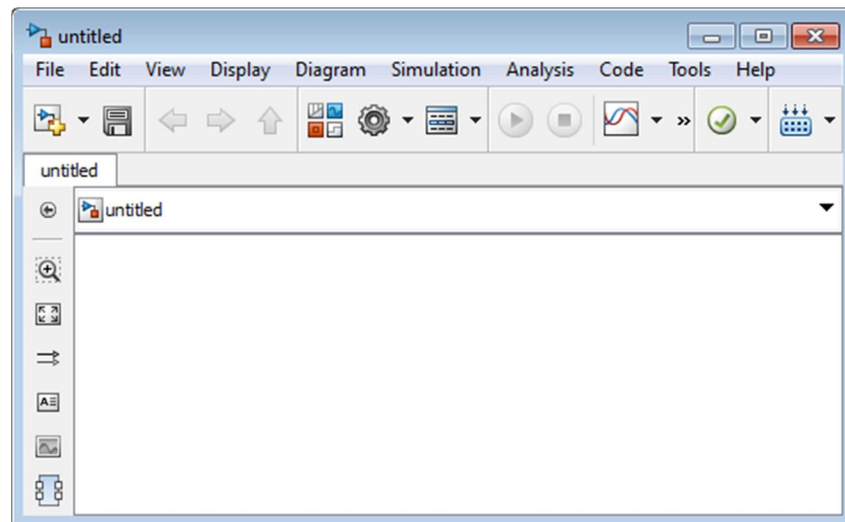 untitled
File Edit View Display Diagram Simulation Analysis Code Tools Help
»
untitled
untitled
A